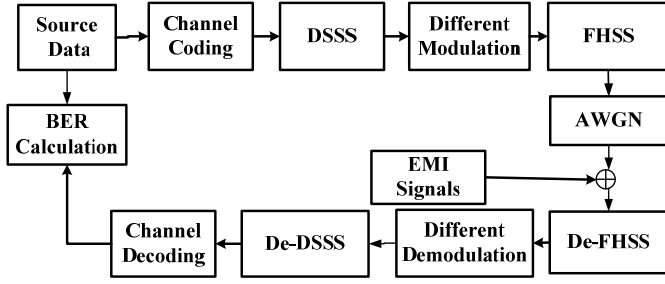 Source
Data
Channel
Coding
DSSS
Different
Modulation
FHSS
BER
Calculation
AWGN
EMI
Signals
Channel
Decoding
De-DSSS
Different
Demodulation
De-FHSS